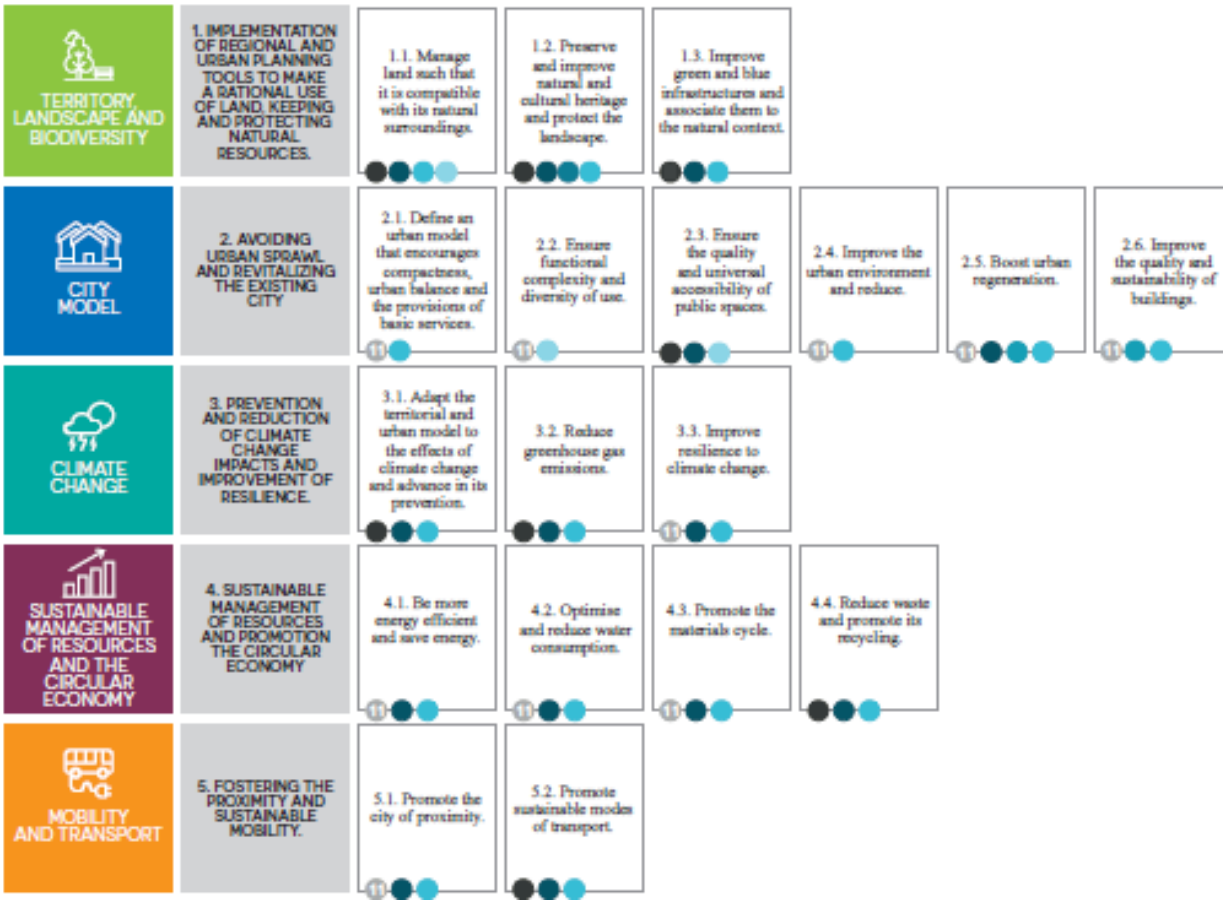 TERRITORY,
LANDSCAPE AND
BIODIVERSITY
1. IMPLEMENTATION
OF REGIONAL AND
URBAN PLANNING
TOOLS TO MAKE
A RATIONAL USE
OF LAND, KEEPING
AND PROTECTING
NATURAL
RESOURCES.
1.1. Manage
land such that
it is compatible
with its natural
surroundings.
1.2. Preserve
and improve
natural and
cultural heritage
and protect the
landscape.
1.3. Improve
green and blue
infrastructures and
associate them to
the natural context.
CITY
MODEL
2. AVOIDING
URBAN SPRAWL
AND REVITALIZING
THE EXISTING
CITY
2.1. Define an
urban model
that encourages
compactness,
urban balance and
the provisions of
basic services.
11
2.2. Ensure
functional
complexity and
diversity of use.
11
2.3. Ensure
the quality
and universal
accessibility of
public spaces.
2.4. Improve the
urban environment
and reduce.
11
2.5. Boost urban
regeneration.
11
2.6. Improve
the quality and
sustainability of
buildings.
11
CLIMATE
CHANGE
3. PREVENTION
AND REDUCTION
OF CLIMATE
CHANGE
IMPACTS AND
IMPROVEMENT OF
RESILIENCE.
3.1. Adapt the
territorial and
urban model to
the effects of
climate change
and advance in its
prevention.
3.2. Reduce
greenhouse gas
emissions.
3.3. Improve
resilience to
climate change.
11
SUSTAINABLE
MANAGEMENT
OF RESOURCES
AND THE
CIRCULAR
ECONOMY
4. SUSTAINABLE
MANAGEMENT
OF RESOURCES
AND PROMOTION
THE CIRCULAR
ECONOMY
4.1. Be more
energy efficient
and save energy.
11
4.2. Optimise
and reduce water
consumption.
11
4.3. Promote the
materials cycle.
11
4.4. Reduce waste
and promote its
recycling.
MOBILITY
AND TRANSPORT
5. FOSTERING THE
PROXIMITY AND
SUSTAINABLE
MOBILITY.
5.1. Promote the
city of proximity.
11
5.2. Promote
sustainable modes
of transport.